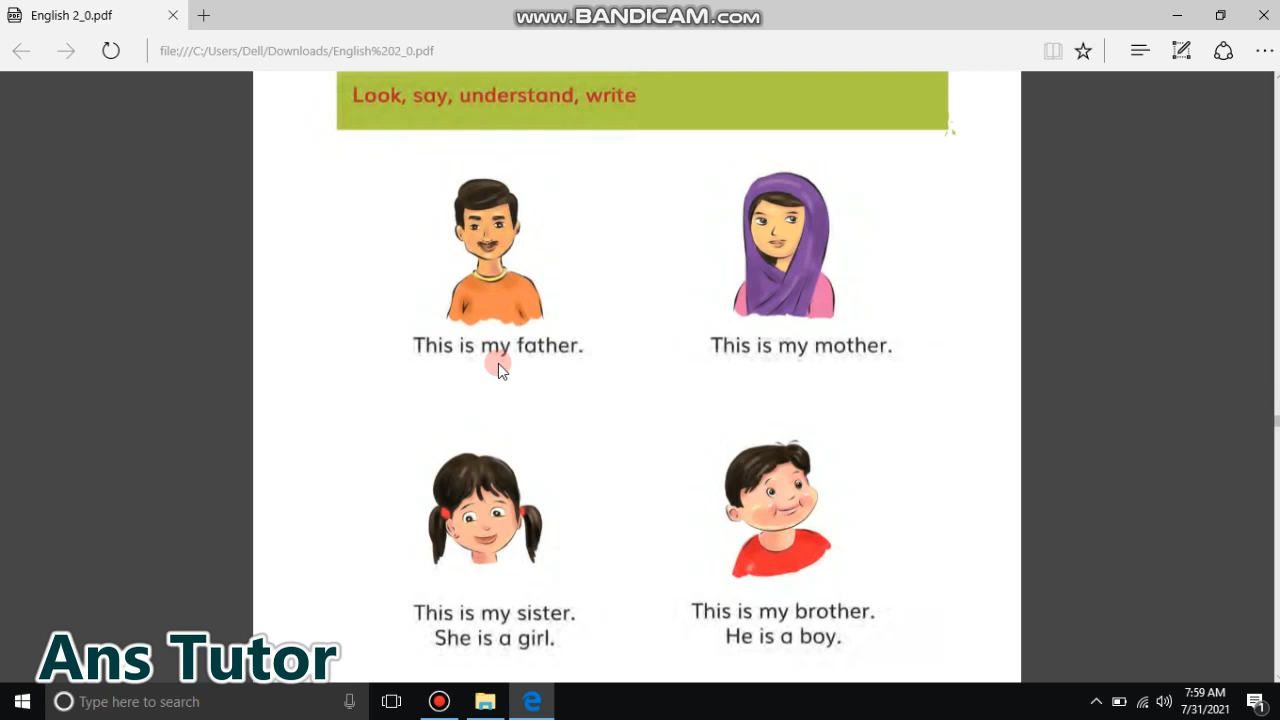 English 2_0.pdf
www.BANDICAM.com
file:///C:/Users/Dell/Downloads/English%202_0.pdf
Look, say, understand, write
This is my father.
This is my mother.
This is my sister.
She is a girl.
This is my brother.
He is a boy.
Ans Tutor
Type here to search
7:59 AM
7/31/2021
1